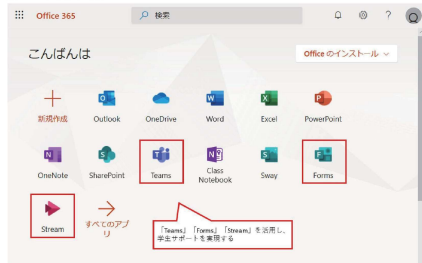 Office 365
検索
?
こんばんは
Office のインストール
新規作成
Outlook
OneDrive
Word
Excel
PowerPoint
OneNote
SharePoint
Teams
Class
Notebook
Sway
Forms
Stream
すべてのアプ
リ
「Teams」「Forms」「Stream」を活用し、
学生サポートを実現する